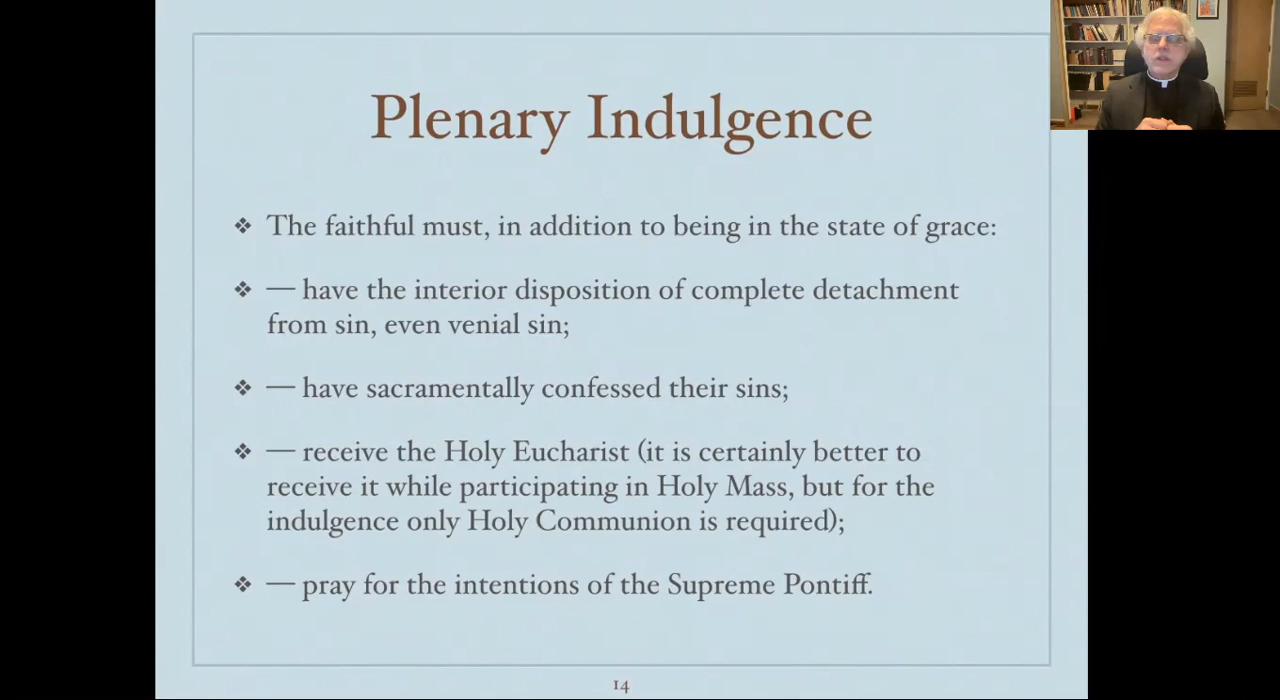 Plenary Indulgence
❖ The faithful must, in addition to being in the state of grace:
❖ — have the interior disposition of complete detachment
from sin, even venial sin;
❖ — have sacramentally confessed their sins;
❖ — receive the Holy Eucharist (it is certainly better to
receive it while participating in Holy Mass, but for the
indulgence only Holy Communion is required);
❖ — pray for the intentions of the Supreme Pontiff.
14